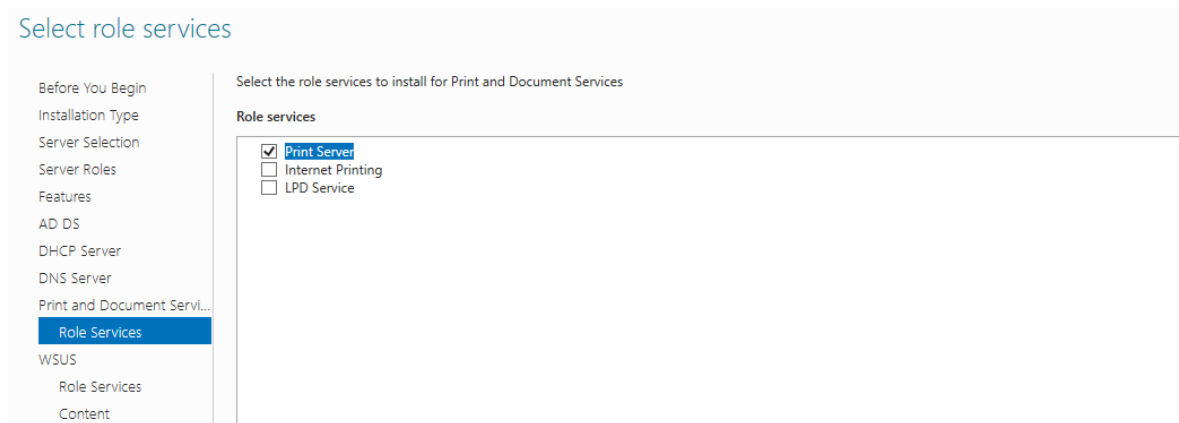 Select role services
Before You Begin
Installation Type
Server Selection
Server Roles
Features
AD DS
DHCP Server
DNS Server
Print and Document Servi...
Role Services
WSUS
Role Services
Content
Select the role services to install for Print and Document Services
Role services
Print Server
Internet Printing
LPD Service